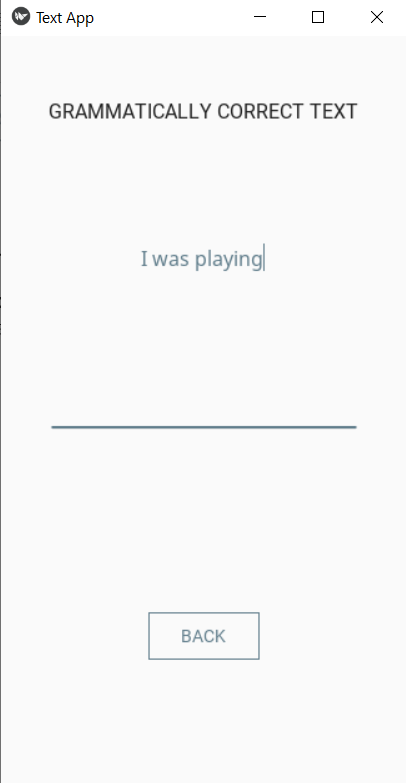 Text App
GRAMMATICALLY CORRECT TEXT
I was playing
BACK